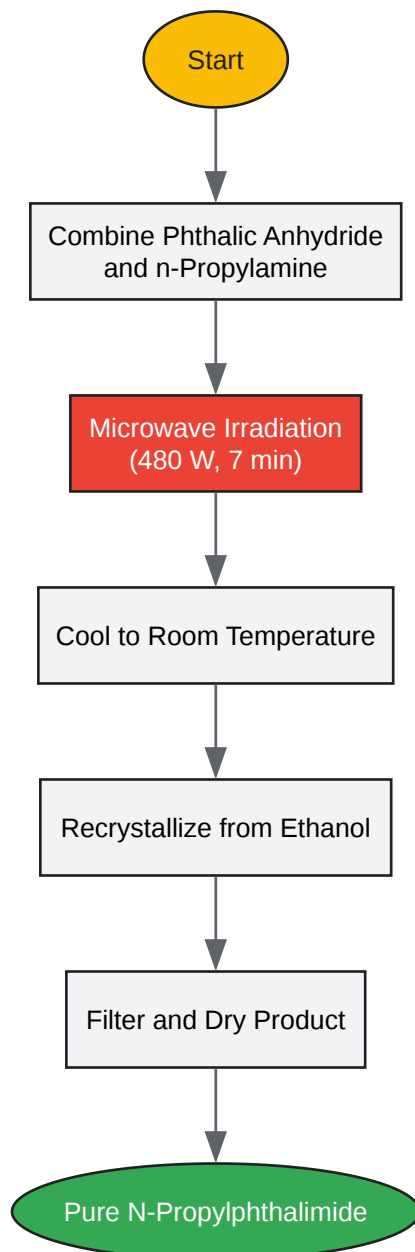 Start
Combine Phthalic Anhydride
and n-Propylamine
Microwave Irradiation
(480 W, 7 min)
Cool to Room Temperature
Recrystallize from Ethanol
Filter and Dry Product
Pure N-Propylphthalimide